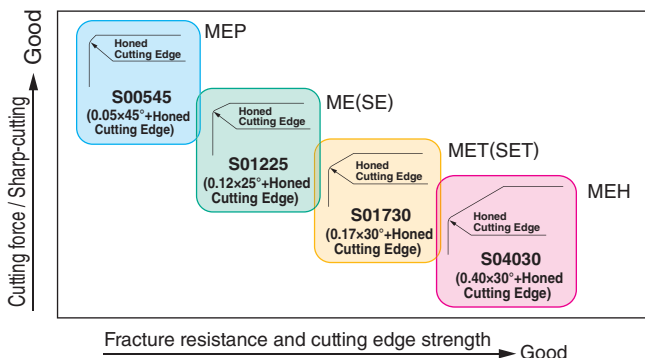 Good
Cutting force / Sharp-cutting
MEP
Honed
Cutting Edge
S00545
(0.05×45°+Honed
Cutting Edge)
ME(SE)
Honed
Cutting Edge
S01225
(0.12×25°+Honed
Cutting Edge)
MET(SET)
Honed
Cutting Edge
S01730
(0.17×30°+Honed
Cutting Edge)
MEH
Honed
Cutting Edge
S04030
(0.40×30°+Honed
Cutting Edge)
Fracture resistance and cutting edge strength
Good